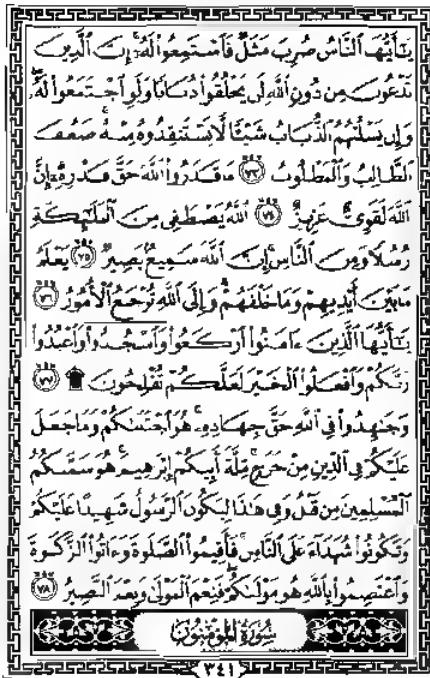 يَٰٓأَيُّهَا ٱلنَّاسُ ضُرِبَ مَثَلٌ فَٱسْتَمِعُوا۟ لَهُۥٓ ۚ إِنَّ ٱلَّذِينَ
تَدْعُونَ مِن دُونِ ٱللَّهِ لَن يَخْلُقُوا۟ ذُبَابًا وَلَوِ ٱجْتَمَعُوا۟ لَهُۥ ۖ
وَإِن يَسْلُبْهُمُ ٱلذُّبَابُ شَيْـًٔا لَّا يَسْتَنقِذُوهُ مِنْهُ ۚ ضَعُفَ
ٱلطَّالِبُ وَٱلْمَطْلُوبُ ﴿٧٣﴾ مَا قَدَرُوا۟ ٱللَّهَ حَقَّ قَدْرِهِۦٓ ۗ إِنَّ
ٱللَّهَ لَقَوِىٌّ عَزِيزٌ ﴿٧٤﴾ ٱللَّهُ يَصْطَفِى مِنَ ٱلْمَلَٰٓئِكَةِ
رُسُلًا وَمِنَ ٱلنَّاسِ ۚ إِنَّ ٱللَّهَ سَمِيعٌۢ بَصِيرٌ ﴿٧٥﴾ يَعْلَمُ
مَا بَيْنَ أَيْدِيهِمْ وَمَا خَلْفَهُمْ ۗ وَإِلَى ٱللَّهِ تُرْجَعُ ٱلْأُمُورُ ﴿٧٦﴾
يَٰٓأَيُّهَا ٱلَّذِينَ ءَامَنُوا۟ ٱرْكَعُوا۟ وَٱسْجُدُوا۟ وَٱعْبُدُوا۟
رَبَّكُمْ وَٱفْعَلُوا۟ ٱلْخَيْرَ لَعَلَّكُمْ تُفْلِحُونَ ﴿٧٧﴾
وَجَٰهِدُوا۟ فِى ٱللَّهِ حَقَّ جِهَادِهِۦ ۚ هُوَ ٱجْتَبَىٰكُمْ وَمَا جَعَلَ
عَلَيْكُمْ فِى ٱلدِّينِ مِنْ حَرَجٍ ۚ مِّلَّةَ أَبِيكُمْ إِبْرَٰهِيمَ ۚ هُوَ سَمَّىٰكُمُ
ٱلْمُسْلِمِينَ مِن قَبْلُ وَفِى هَٰذَا لِيَكُونَ ٱلرَّسُولُ شَهِيدًا عَلَيْكُمْ
وَتَكُونُوا۟ شُهَدَآءَ عَلَى ٱلنَّاسِ ۚ فَأَقِيمُوا۟ ٱلصَّلَوٰةَ وَءَاتُوا۟ ٱلزَّكَوٰةَ
وَٱعْتَصِمُوا۟ بِٱللَّهِ هُوَ مَوْلَىٰكُمْ ۖ فَنِعْمَ ٱلْمَوْلَىٰ وَنِعْمَ ٱلنَّصِيرُ ﴿٧٨﴾
سُورَةُ المُؤْمِنُون
٣٤١